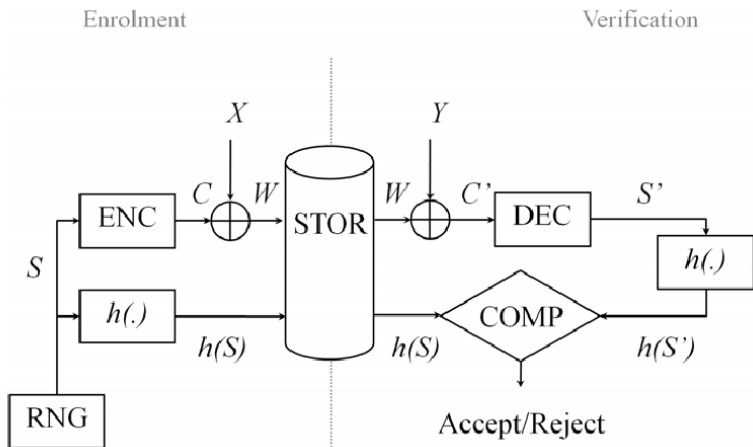 Enrolment
Verification
X
Y
C
W
W
C'
S'
ENC
STOR
DEC
S
h(.)
h(.)
COMP
h(S)
h(S)
h(S')
RNG
Accept/Reject